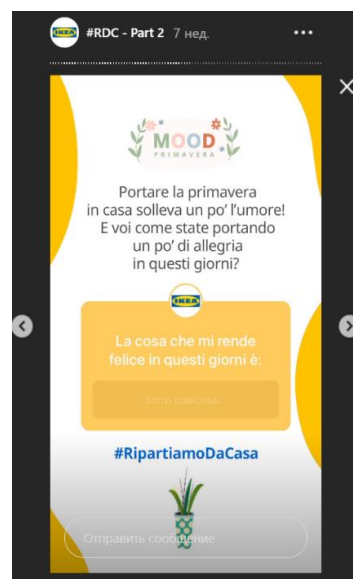 IKEA
#RDC - Part 2 7 нед.
MOOD
PRIMAVERA
Portare la primavera
in casa solleva un po' l'umore!
E voi come state portando
un po' di allegria
in questi giorni?
IKEA
La cosa che mi rende
felice in questi giorni è:
Scrivi qualcosa...
#RipartiamoDaCasa
Отправить сообщение